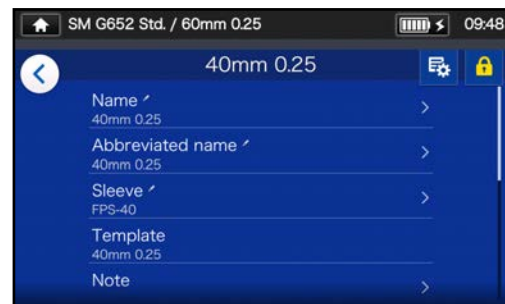 SM G652 Std. / 60mm 0.25
09:48
40mm 0.25
Name
40mm 0.25
Abbreviated name
40mm 0.25
Sleeve
FPS-40
Template
40mm 0.25
Note